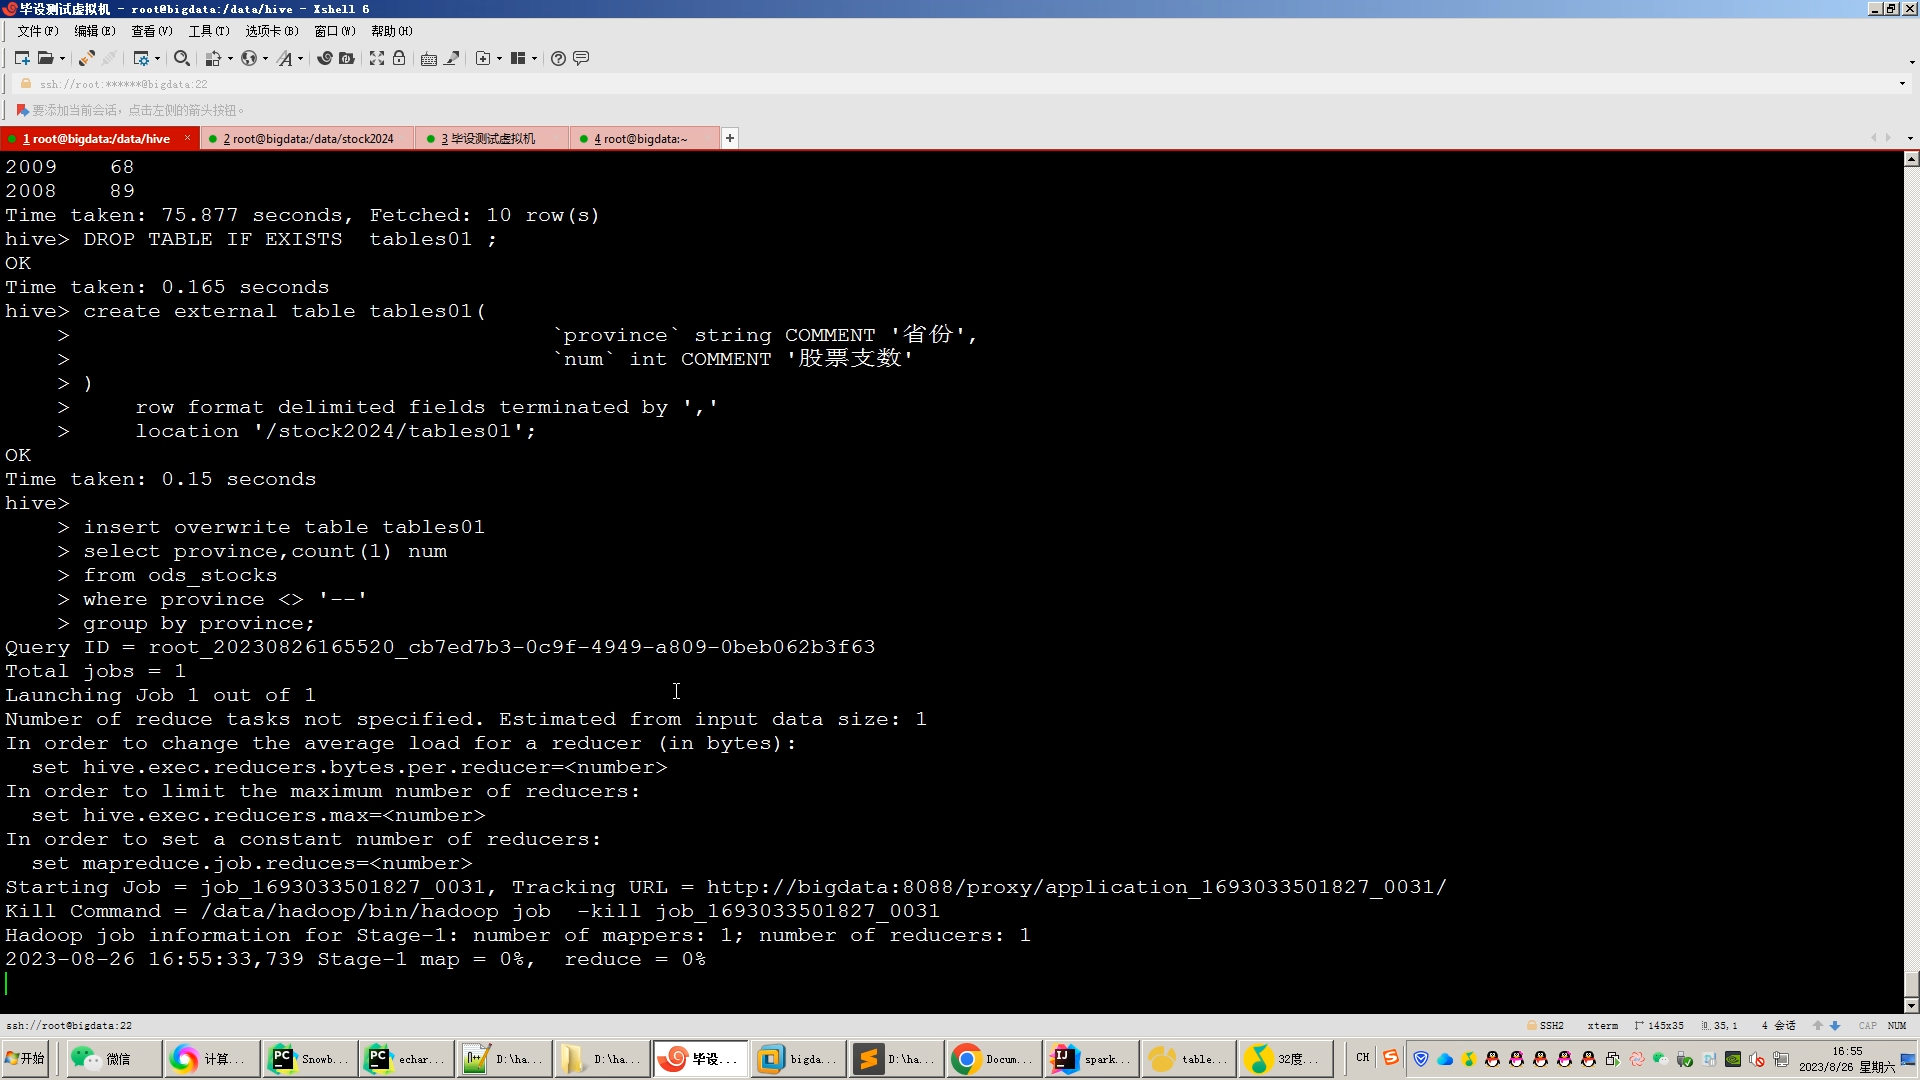 毕设测试虚拟机 - root@bigdata:/data/hive - Xshell 6
文件(F) 编辑(E) 查看(V) 工具(T) 选项卡(B) 窗口(W) 帮助(H)
ssh://root:******@bigdata:22
要添加当前会话，点击左侧的箭头按钮。
1 root@bigdata:/data/hive × 2 root@bigdata:/data/stock2024 3 毕设测试虚拟机 4 root@bigdata:~ +
2009 68
2008 89
Time taken: 75.877 seconds, Fetched: 10 row(s)
hive> DROP TABLE IF EXISTS tables01 ;
OK
Time taken: 0.165 seconds
hive> create external table tables01(
> `province` string COMMENT '省份',
> `num` int COMMENT '股票支数'
> )
> row format delimited fields terminated by ','
> location '/stock2024/tables01';
OK
Time taken: 0.15 seconds
hive>
> insert overwrite table tables01
> select province,count(1) num
> from ods_stocks
> where province <> '--'
> group by province;
Query ID = root_20230826165520_cb7ed7b3-0c9f-4949-a809-0beb062b3f63
Total jobs = 1
Launching Job 1 out of 1
Number of reduce tasks not specified. Estimated from input data size: 1
In order to change the average load for a reducer (in bytes):
set hive.exec.reducers.bytes.per.reducer=<number>
In order to limit the maximum number of reducers:
set hive.exec.reducers.max=<number>
In order to set a constant number of reducers:
set mapreduce.job.reduces=<number>
Starting Job = job_1693033501827_0031, Tracking URL = http://bigdata:8088/proxy/application_1693033501827_0031/
Kill Command = /data/hadoop/bin/hadoop job -kill job_1693033501827_0031
Hadoop job information for Stage-1: number of mappers: 1; number of reducers: 1
2023-08-26 16:55:33,739 Stage-1 map = 0%, reduce = 0%
ssh://root@bigdata:22 SSH2 xterm 145x35 35,1 4 会话 CAP NUM
开始 微信 计算... Snowb... echar... D:\ha... D:\ha... 毕设... bigda... D:\ha... Docum... spark... table... 32度... CH 16:55
2023/8/26 星期六